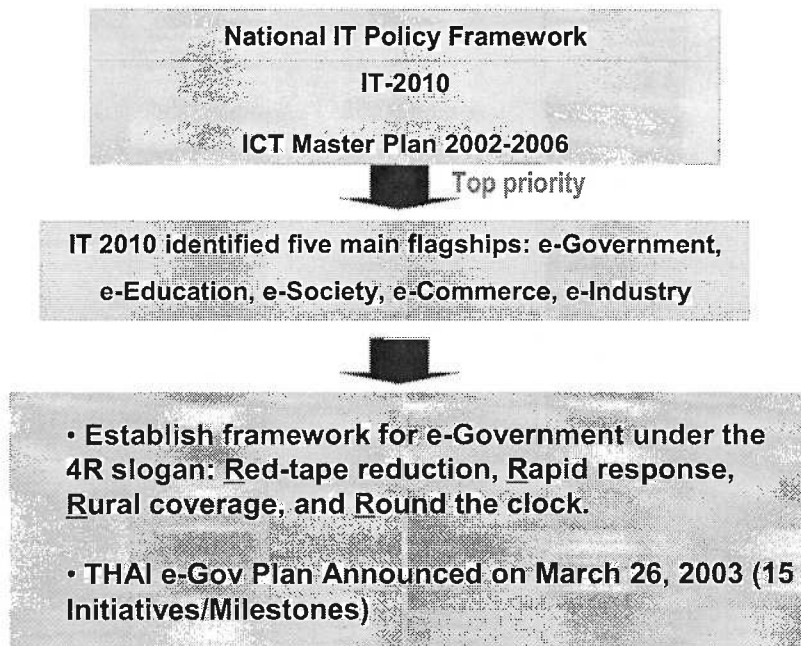 National IT Policy Framework
IT-2010
ICT Master Plan 2002-2006
Top priority
IT 2010 identified five main flagships: e-Government,
e-Education, e-Society, e-Commerce, e-Industry
• Establish framework for e-Government under the
4R slogan: Red-tape reduction, Rapid response,
Rural coverage, and Round the clock.
• THAI e-Gov Plan Announced on March 26, 2003 (15
Initiatives/Milestones)